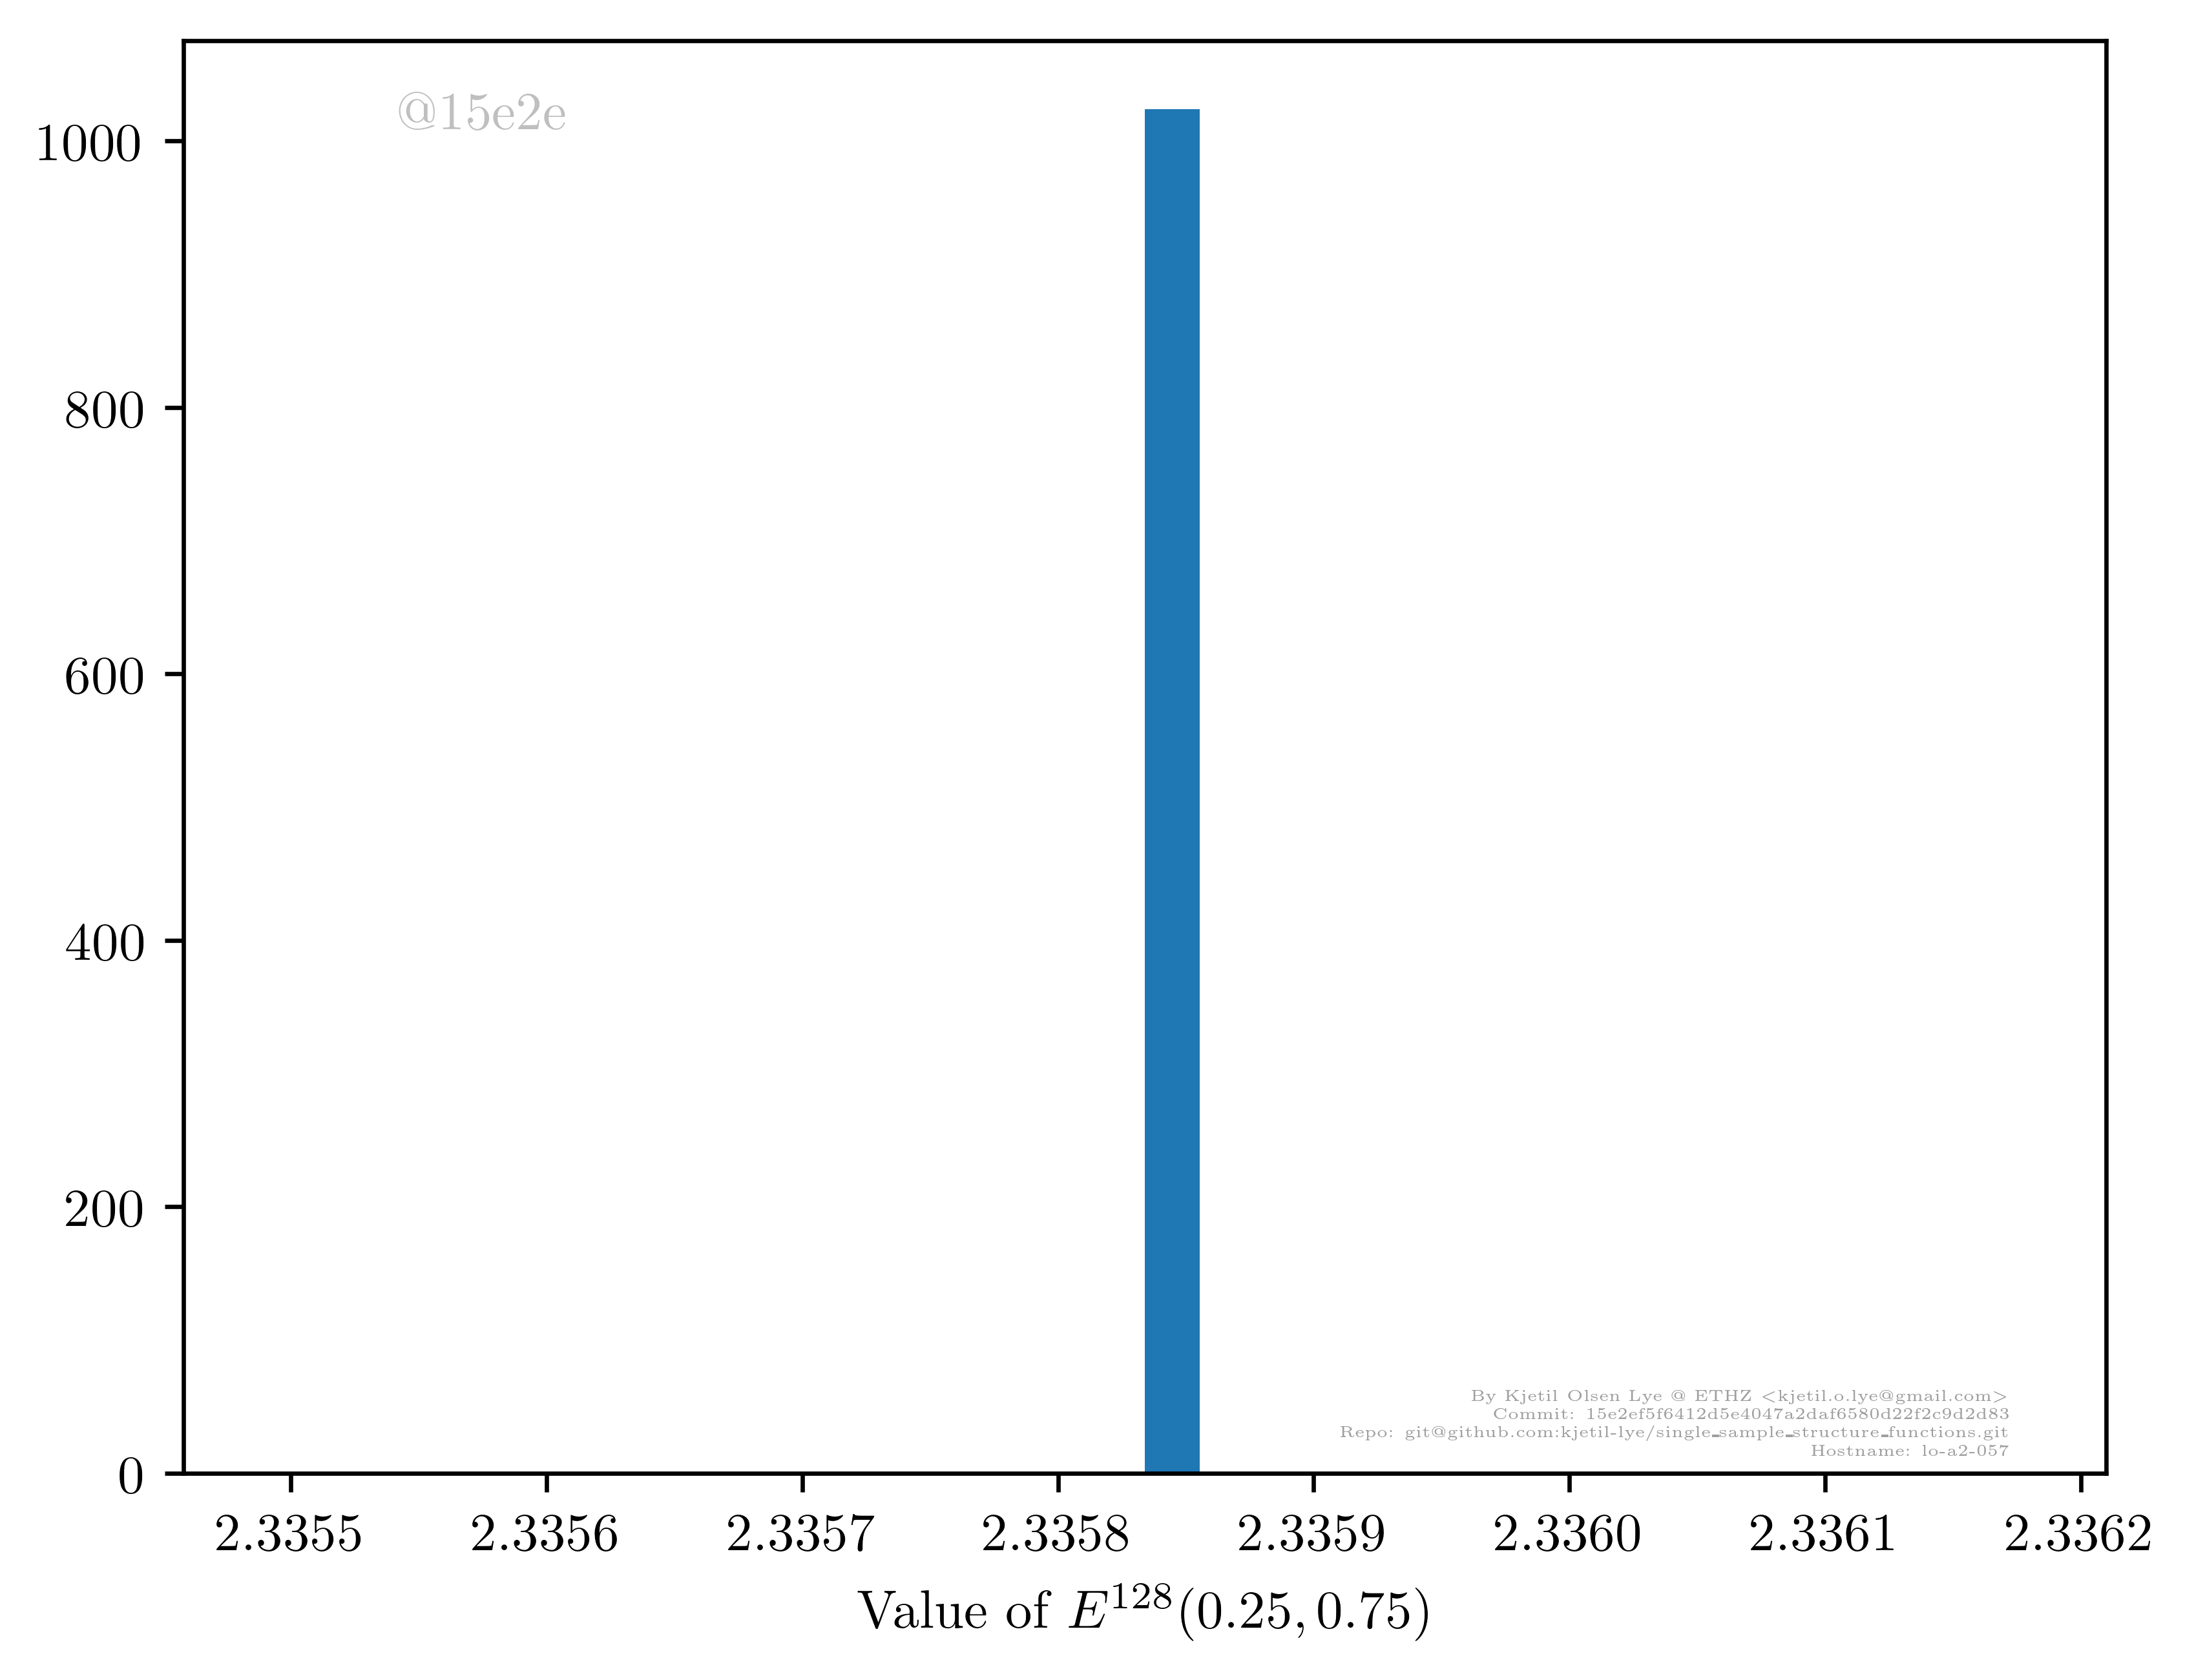 @15e2e
1000
800
600
400
200
0
By Kjetil Olsen Lye @ ETHZ <kjetil.o.lye@gmail.com>
Commit: 15e2ef5f6412d5e4047a2daf6580d22f2c9d2d83
Repo: git@github.com:kjetil-lye/single_sample_structure_functions.git
Hostname: lo-a2-057
2.3355 2.3356 2.3357 2.3358 2.3359 2.3360 2.3361 2.3362
Value of E^128(0.25, 0.75)